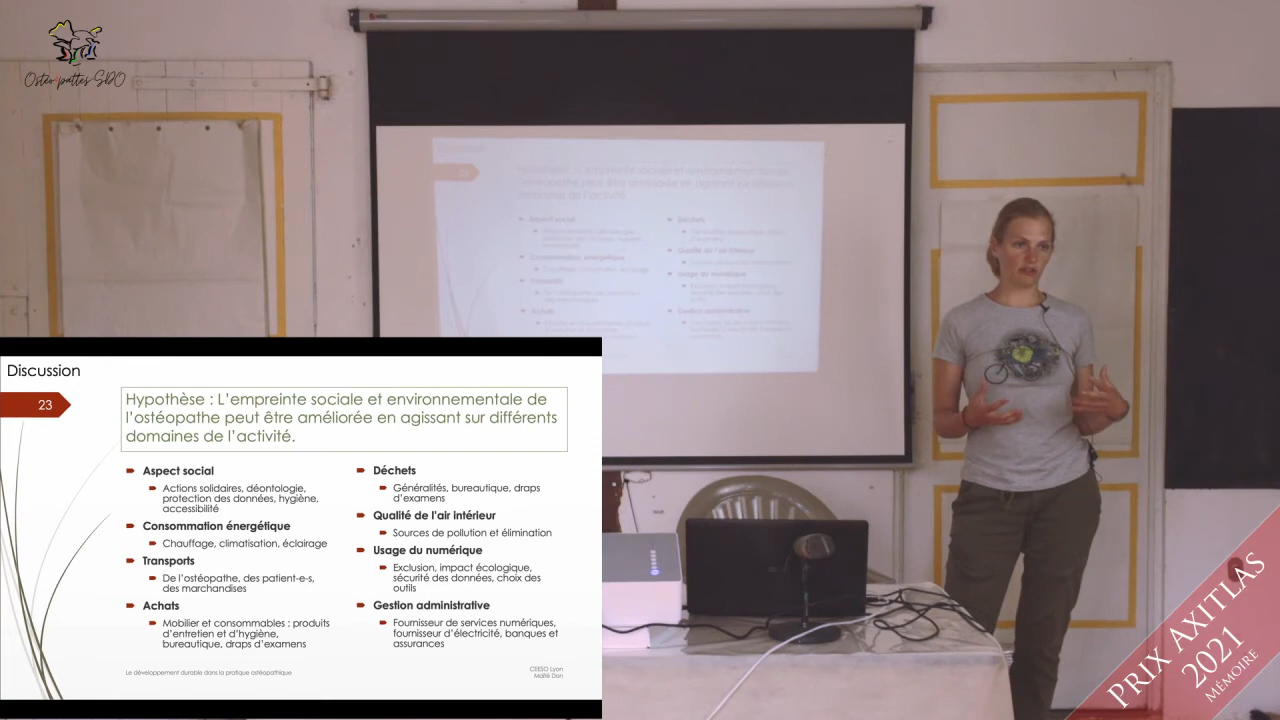 Ostéo pattes SDO
Discussion
23
Hypothèse : L'empreinte sociale et environnementale de
l'ostéopathe peut être améliorée en agissant sur différents
domaines de l'activité.
Aspect social
Actions solidaires, déontologie,
protection des données, hygiène,
accessibilité
Consommation énergétique
Chauffage, climatisation, éclairage
Transports
De l'ostéopathe, des patient-e-s,
des marchandises
Achats
Mobilier et consommables : produits
d'entretien et d'hygiène,
bureautique, draps d'examens
Déchets
Généralités, bureautique, draps
d'examens
Qualité de l'air intérieur
Sources de pollution et élimination
Usage du numérique
Exclusion, impact écologique,
sécurité des données, choix des
outils
Gestion administrative
Fournisseur de services numériques,
fournisseur d'électricité, banques et
assurances
Le développement durable dans la pratique ostéopathique
CEESO Lyon
Maïté Dan
PRIX AXITLAS
2021
MÉMOIRE